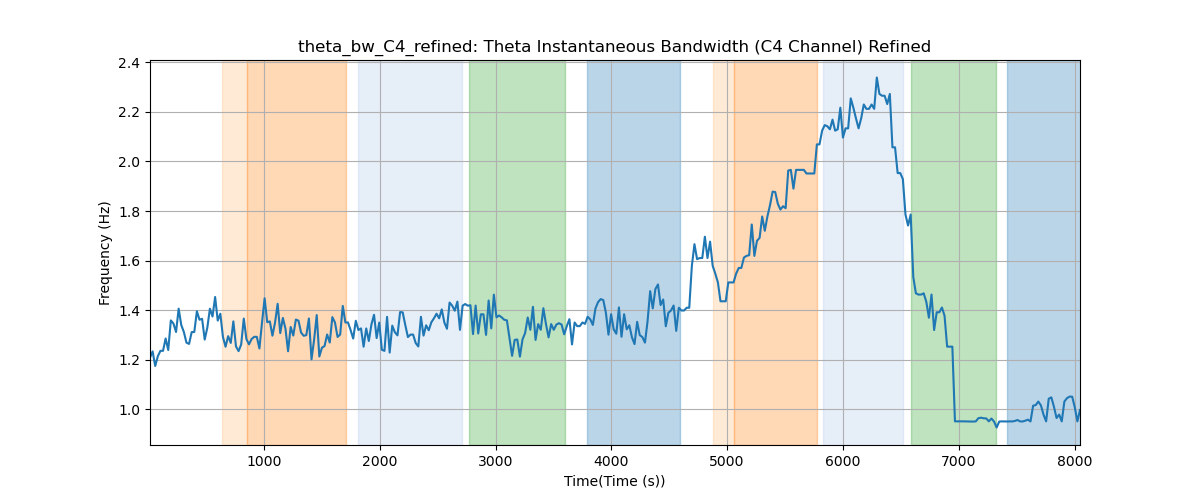 theta_bw_C4_refined: Theta Instantaneous Bandwidth (C4 Channel) Refined
Frequency (Hz)
2.4
2.2
2.0
1.8
1.6
1.4
1.2
1.0
1000 2000 3000 4000 5000 6000 7000 8000
Time(Time (s))